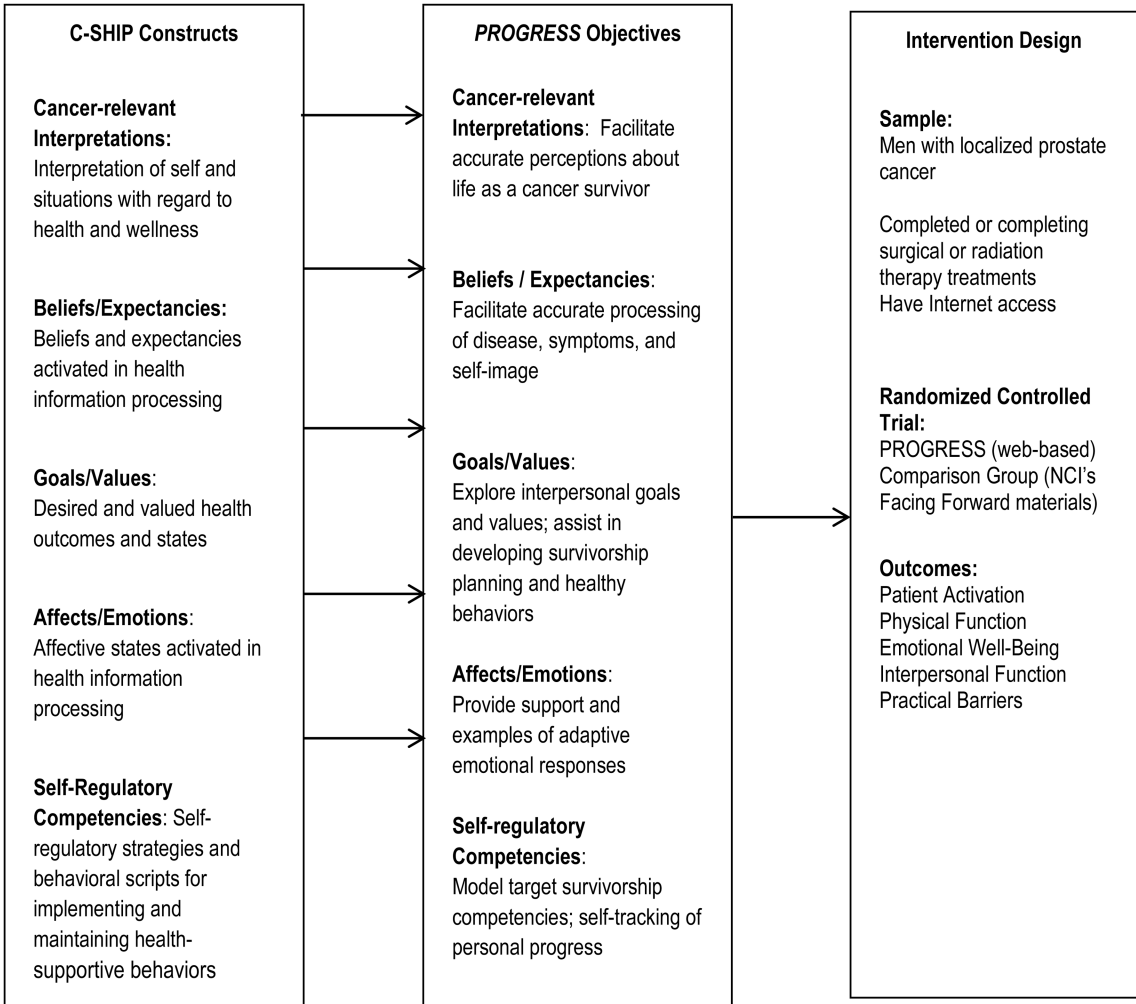 C-SHIP Constructs
Cancer-relevant
Interpretations:
Interpretation of self and
situations with regard to
health and wellness
Beliefs/Expectancies:
Beliefs and expectancies
activated in health
information processing
Goals/Values:
Desired and valued health
outcomes and states
Affects/Emotions:
Affective states activated in
health information
processing
Self-Regulatory
Competencies: Self-
regulatory strategies and
behavioral scripts for
implementing and
maintaining health-
supportive behaviors
PROGRESS Objectives
Cancer-relevant
Interpretations: Facilitate
accurate perceptions about
life as a cancer survivor
Beliefs / Expectancies:
Facilitate accurate processing
of disease, symptoms, and
self-image
Goals/Values:
Explore interpersonal goals
and values; assist in
developing survivorship
planning and healthy
behaviors
Affects/Emotions:
Provide support and
examples of adaptive
emotional responses
Self-regulatory
Competencies:
Model target survivorship
competencies; self-tracking of
personal progress
Intervention Design
Sample:
Men with localized prostate
cancer
Completed or completing
surgical or radiation
therapy treatments
Have Internet access
Randomized Controlled
Trial:
PROGRESS (web-based)
Comparison Group (NCI's
Facing Forward materials)
Outcomes:
Patient Activation
Physical Function
Emotional Well-Being
Interpersonal Function
Practical Barriers